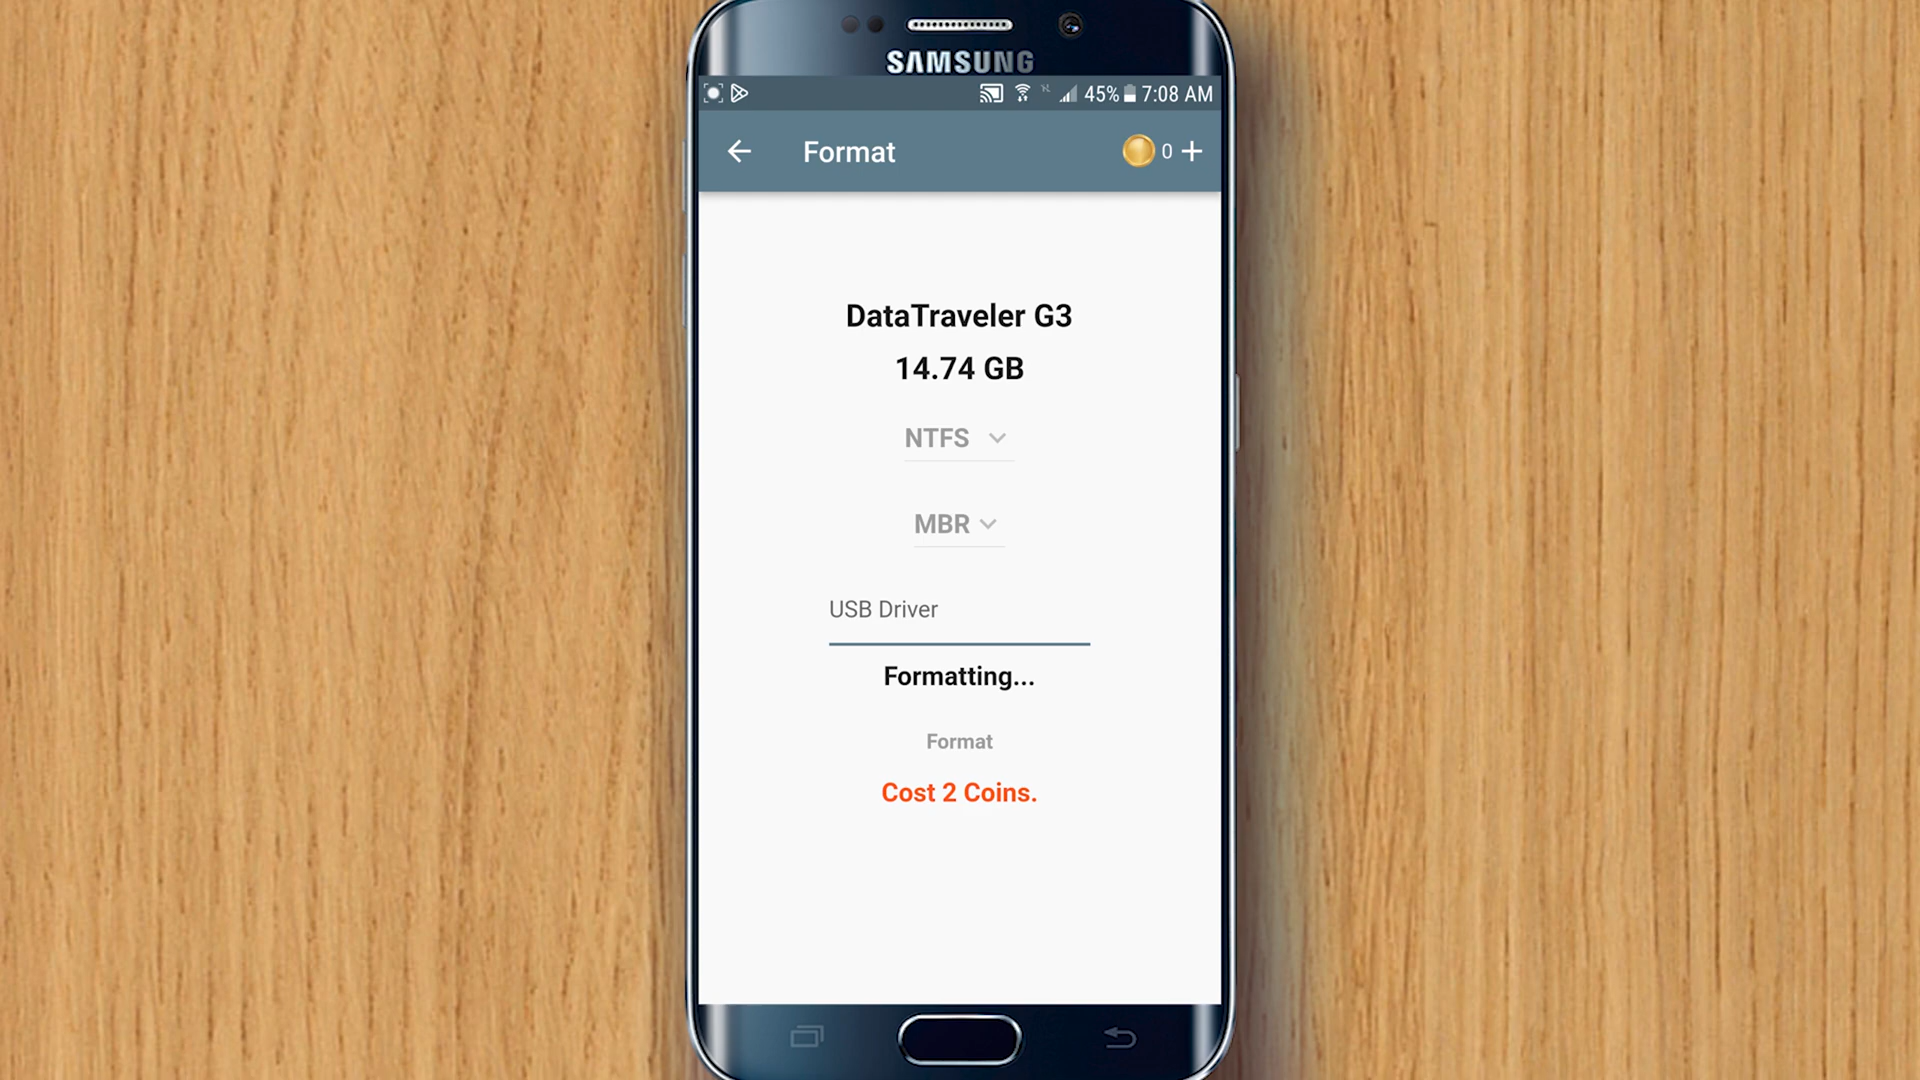 SAMSUNG
45% 7:08 AM
Format
0 +
DataTraveler G3
14.74 GB
NTFS
MBR
USB Driver
Formatting...
Format
Cost 2 Coins.